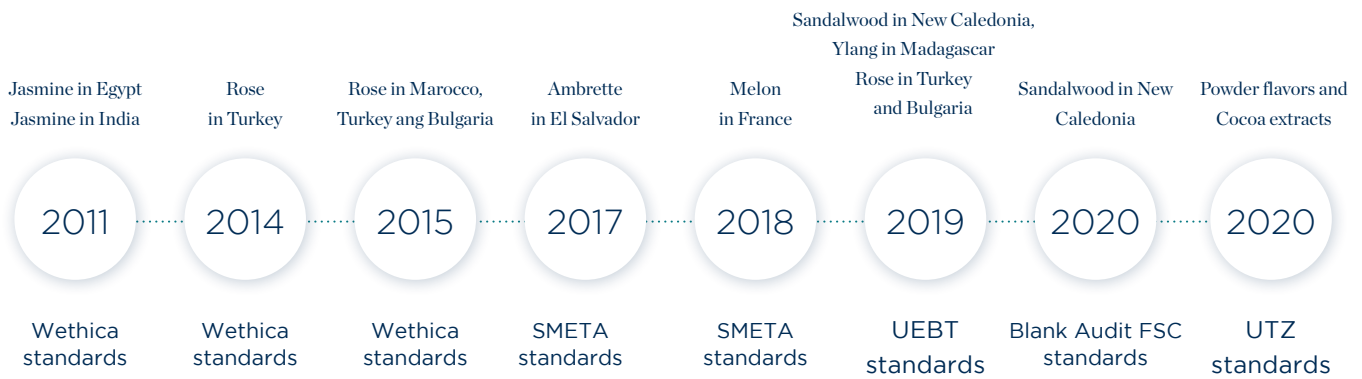 Jasmine in Egypt
Jasmine in India
2011
Wethica
standards
Rose
in Turkey
2014
Wethica
standards
Rose in Marocco,
Turkey ang Bulgaria
2015
Wethica
standards
Ambrette
in El Salvador
2017
SMETA
standards
Melon
in France
2018
SMETA
standards
Sandalwood in New Caledonia,
Ylang in Madagascar
Rose in Turkey
and Bulgaria
2019
UEBT
standards
Sandalwood in New
Caledonia
2020
Blank Audit FSC
standards
Powder flavors and
Cocoa extracts
2020
UTZ
standards